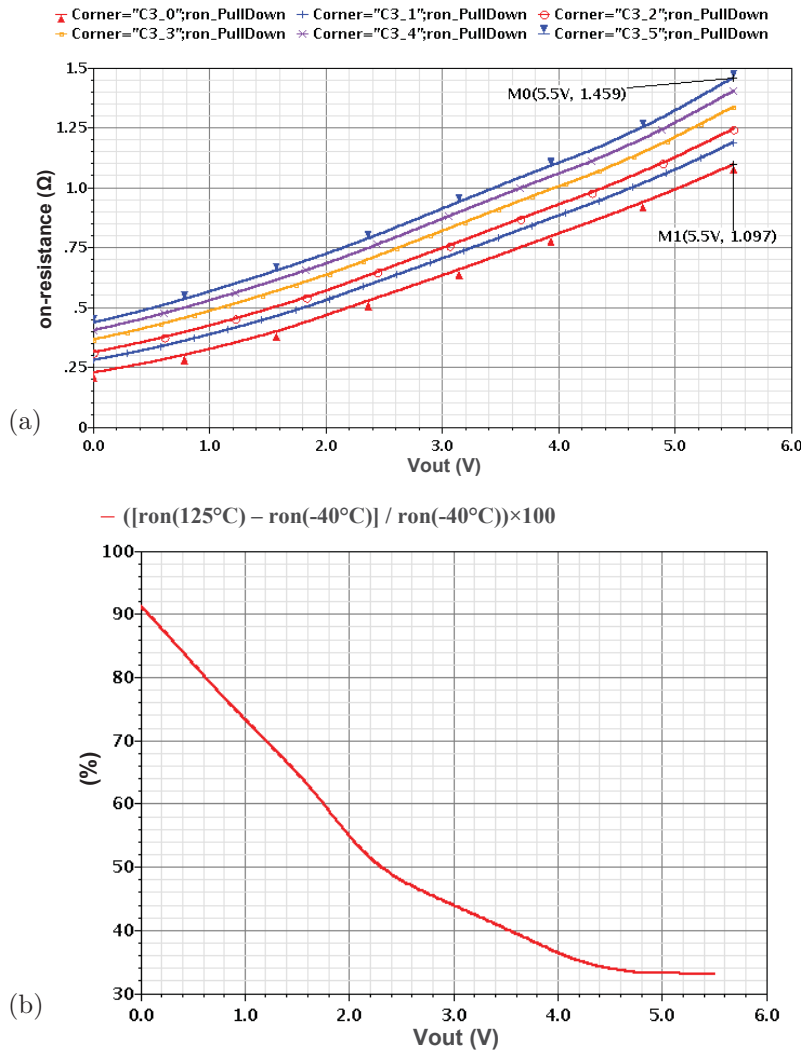 Corner="C3_0";ron_PullDown Corner="C3_1";ron_PullDown Corner="C3_2";ron_PullDown
Corner="C3_3";ron_PullDown Corner="C3_4";ron_PullDown Corner="C3_5";ron_PullDown
1.5
1.25
1.0
.75
.5
.25
0
on-resistance (Ω)
M0(5.5V, 1.459)
M1(5.5V, 1.097)
0.0 1.0 2.0 3.0 4.0 5.0 6.0
Vout (V)
(a)
([ron(125°C) – ron(-40°C)] / ron(-40°C))×100
100
90
80
70
60
50
40
30
(%)
0.0 1.0 2.0 3.0 4.0 5.0 6.0
Vout (V)
(b)